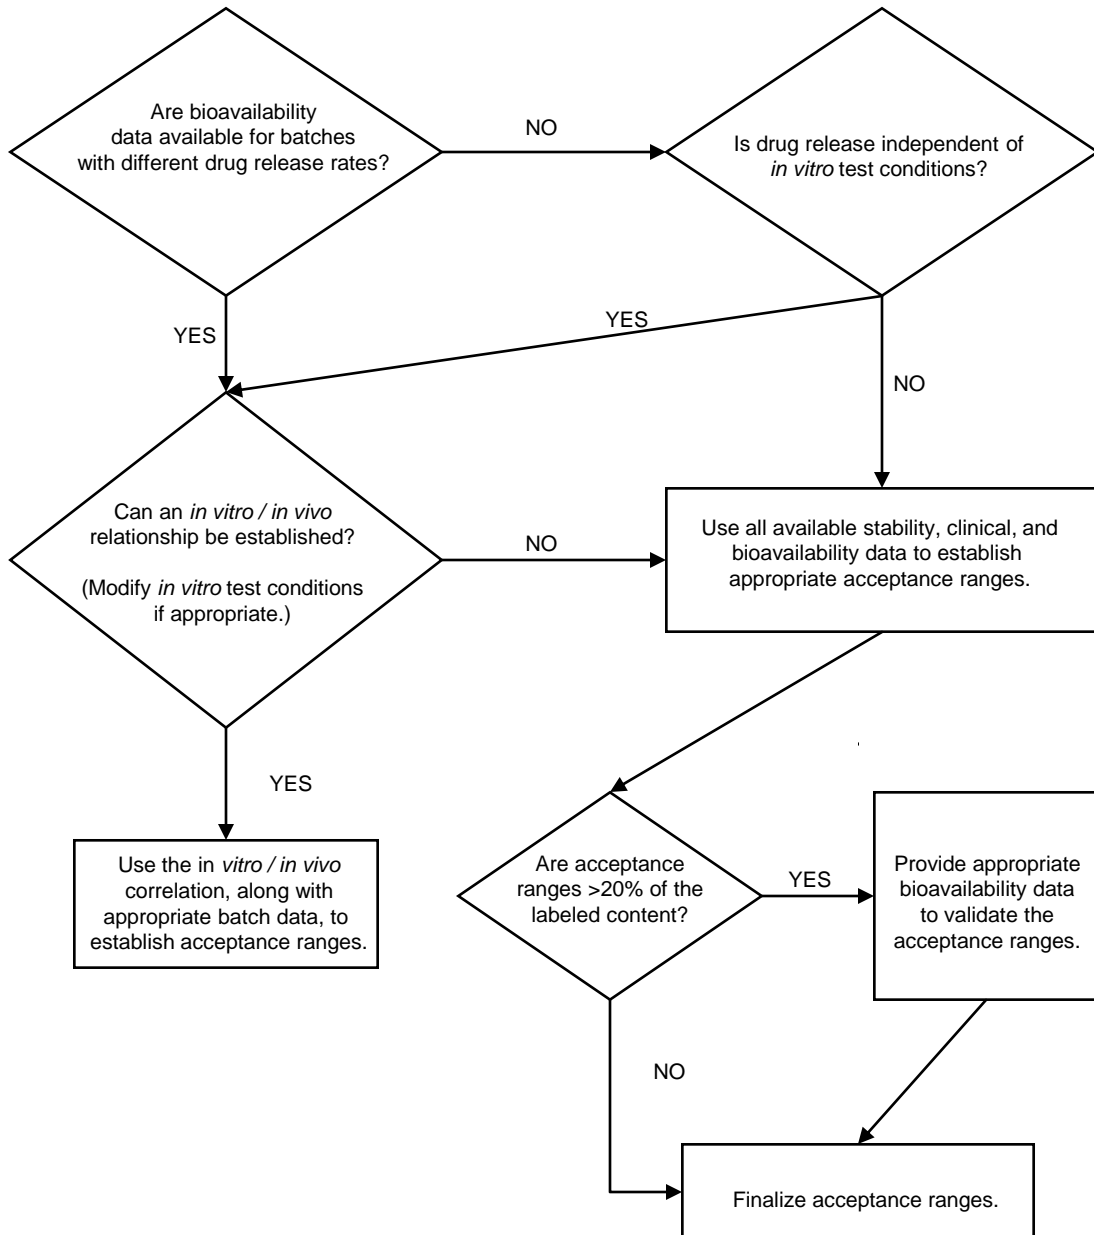 Are bioavailability
data available for batches
with different drug release rates?
NO
Is drug release independent of
in vitro test conditions?
YES
YES
NO
Can an in vitro / in vivo
relationship be established?
(Modify in vitro test conditions
if appropriate.)
NO
Use all available stability, clinical, and
bioavailability data to establish
appropriate acceptance ranges.
YES
Use the in vitro / in vivo
correlation, along with
appropriate batch data, to
establish acceptance ranges.
Are acceptance
ranges >20% of the
labeled content?
YES
Provide appropriate
bioavailability data
to validate the
acceptance ranges.
NO
Finalize acceptance ranges.